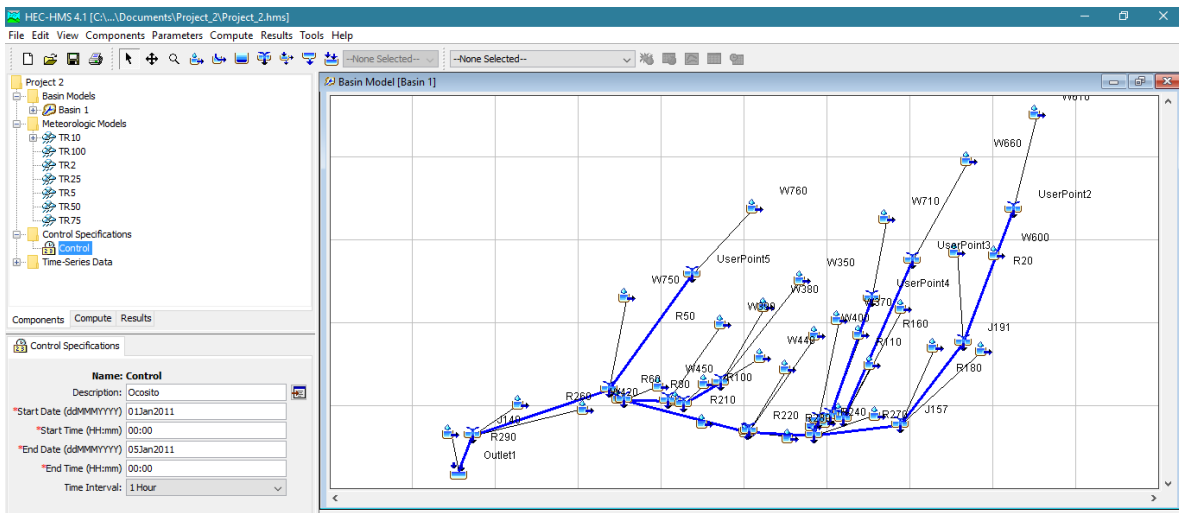 HEC-HMS 4.1 [C:\...\Documents\Project_2\Project_2.hms]
File Edit View Components Parameters Compute Results Tools Help
--None Selected-- --None Selected--
Project 2
Basin Models
Basin 1
Meteorologic Models
TR10
TR100
TR2
TR25
TR5
TR50
TR75
Control Specifications
Control
Time-Series Data
Components Compute Results
Control Specifications
Name: Control
Description: Ocosito
*Start Date (ddMMMYYYY) 01Jan2011
*Start Time (HH:mm) 00:00
*End Date (ddMMMYYYY) 05Jan2011
*End Time (HH:mm) 00:00
Time Interval: 1 Hour
Basin Model [Basin 1]
W610
W660
W760
UserPoint2
W710
W600
UserPoint3
R20
UserPoint5
W350
W750
UserPoint4
W380
W370
R50
W400
R160
J191
W440
R110
W450
R180
R60
R80
R100
R260
W420
R210
J157
R220
R240
R270
J140
R290
Outlet1